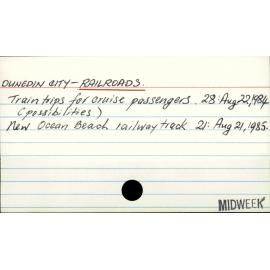 DUNEDIN CITY - RAILROADS.
Train trips for cruise passengers. 28: Aug 22, 1984
(possibilities)
New Ocean Beach railway track 21: Aug 21, 1985.
MIDWEEK